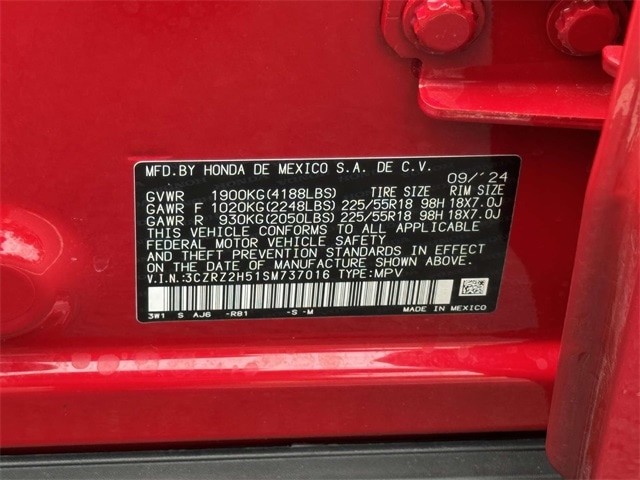 MFD.BY HONDA DE MEXICO S.A. DE C.V. 09/'24
GVWR 1900KG(4188LBS) TIRE SIZE RIM SIZE
GAWR F 1020KG(2248LBS) 225/55R18 98H 18X7.0J
GAWR R 930KG(2050LBS) 225/55R18 98H 18X7.0J
THIS VEHICLE CONFORMS TO ALL APPLICABLE
FEDERAL MOTOR VEHICLE SAFETY
AND THEFT PREVENTION STANDARDS IN EFFECT
ON THE DATE OF MANUFACTURE SHOWN ABOVE.
V.I.N.:3CZRZ2H51SM737016 TYPE:MPV
3W1 S AJ6 -R81 -S-M MADE IN MEXICO